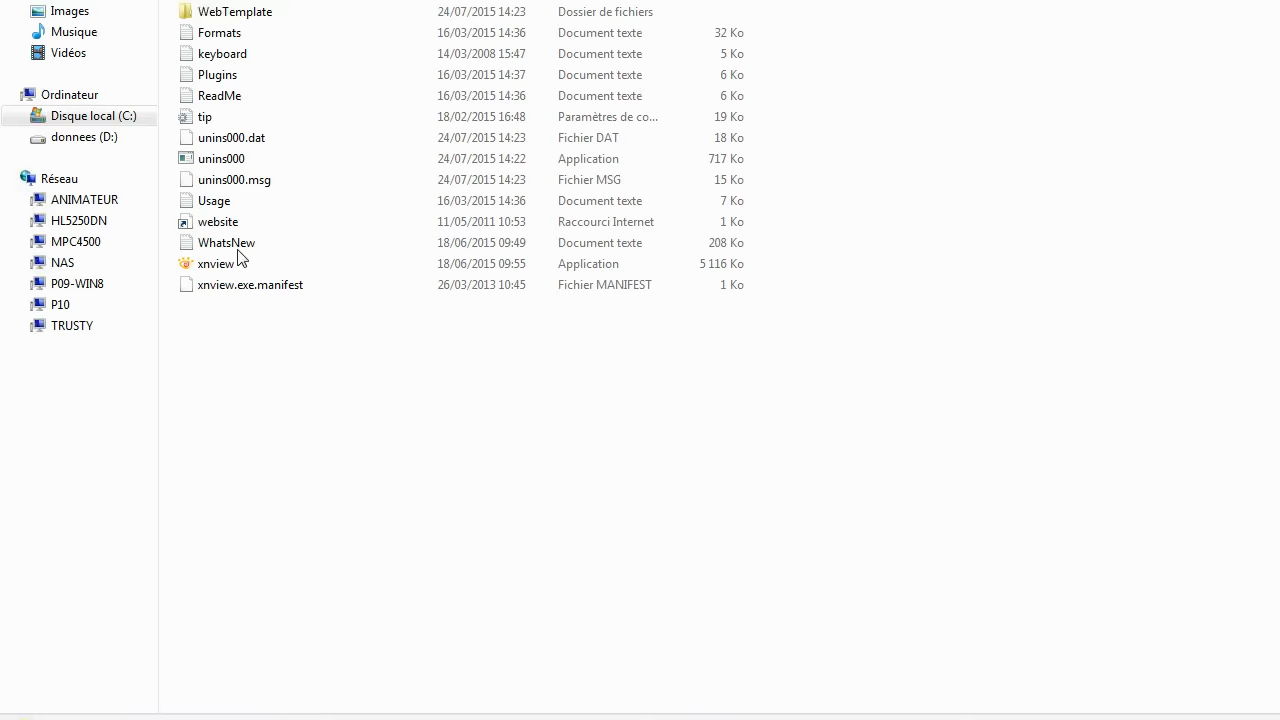 Images
Musique
Vidéos
Ordinateur
Disque local (C:)
donnees (D:)
Réseau
ANIMATEUR
HL5250DN
MPC4500
NAS
P09-WIN8
P10
TRUSTY
WebTemplate 24/07/2015 14:23 Dossier de fichiers
Formats 16/03/2015 14:36 Document texte 32 Ko
keyboard 14/03/2008 15:47 Document texte 5 Ko
Plugins 16/03/2015 14:37 Document texte 6 Ko
ReadMe 16/03/2015 14:36 Document texte 6 Ko
tip 18/02/2015 16:48 Paramètres de co... 19 Ko
unins000.dat 24/07/2015 14:23 Fichier DAT 18 Ko
unins000 24/07/2015 14:22 Application 717 Ko
unins000.msg 24/07/2015 14:23 Fichier MSG 15 Ko
Usage 16/03/2015 14:36 Document texte 7 Ko
website 11/05/2011 10:53 Raccourci Internet 1 Ko
WhatsNew 18/06/2015 09:49 Document texte 208 Ko
xnview 18/06/2015 09:55 Application 5 116 Ko
xnview.exe.manifest 26/03/2013 10:45 Fichier MANIFEST 1 Ko